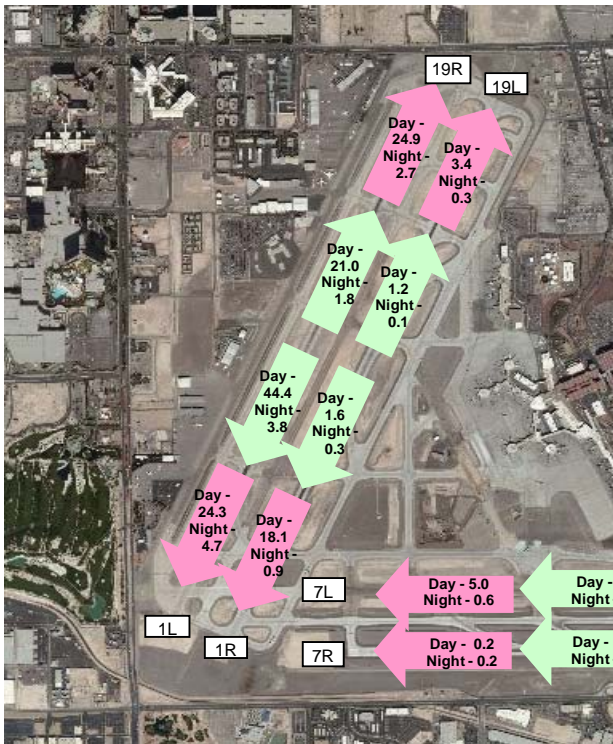 19R
19L
Day -
24.9
Night -
2.7
Day -
3.4
Night -
0.3
Day -
21.0
Night -
1.8
Day -
1.2
Night -
0.1
Day -
44.4
Night -
3.8
Day -
1.6
Night -
0.3
Day -
24.3
Night -
4.7
Day -
18.1
Night -
0.9
7L
Day - 5.0
Night - 0.6
Day -
Night
1L
1R
7R
Day - 0.2
Night - 0.2
Day -
Night